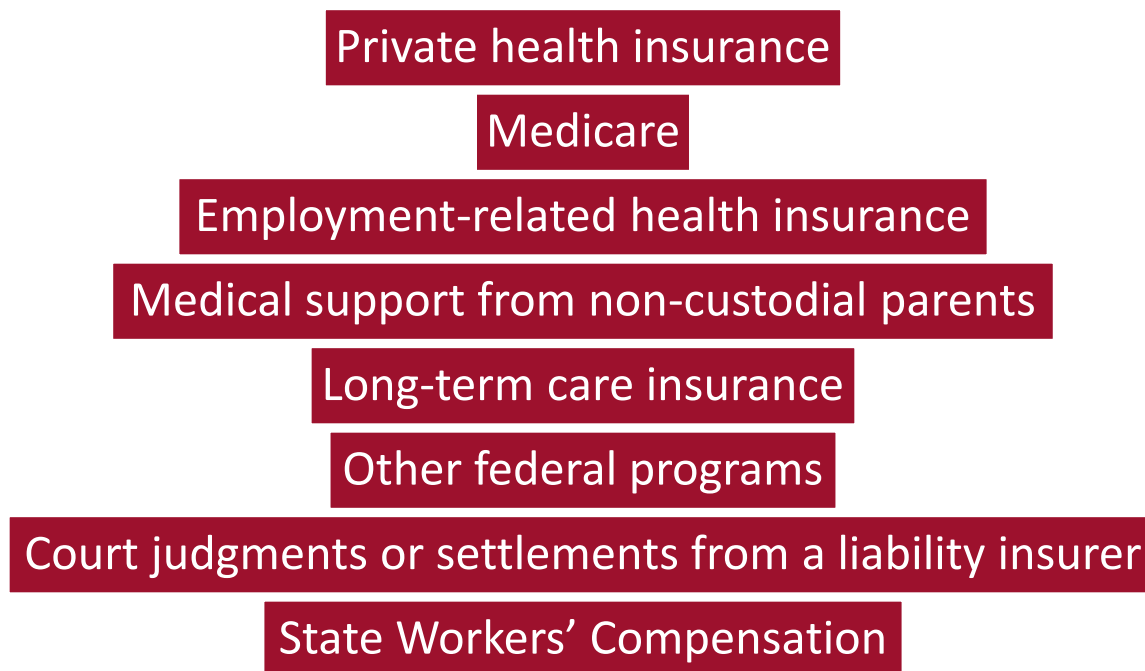 Private health insurance
Medicare
Employment-related health insurance
Medical support from non-custodial parents
Long-term care insurance
Other federal programs
Court judgments or settlements from a liability insurer
State Workers’ Compensation